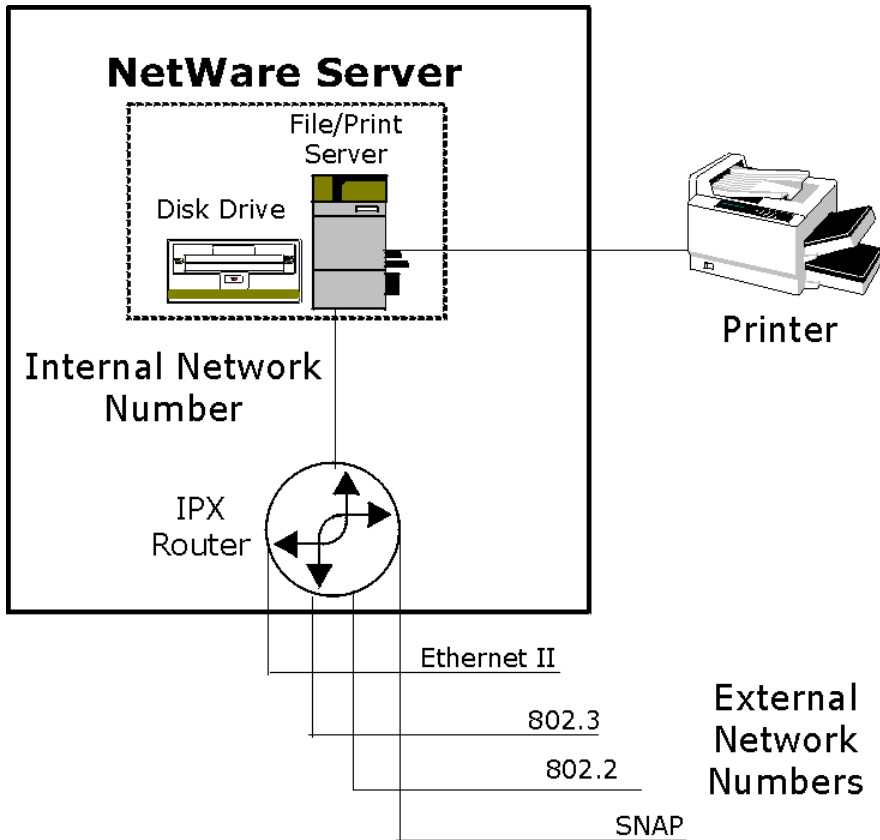 NetWare Server
File/Print
Server
Disk Drive
Printer
Internal Network
Number
IPX
Router
Ethernet II
802.3
802.2
SNAP
External
Network
Numbers